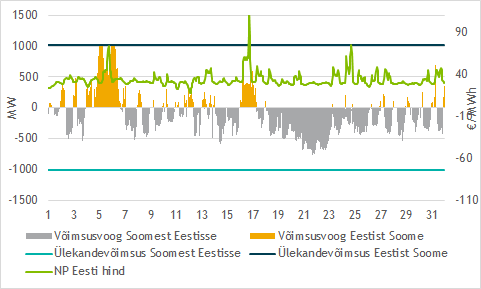 1500
1000
500
0
-500
-1000
-1500
MW
90
40
-10
-60
-110
€/MWh
1 3 5 7 9 11 13 15 17 19 21 23 25 27 29 31
Võimsusvoog Soomest Eestisse
Võimsusvoog Eestist Soome
Ülekandevõimsus Soomest Eestisse
Ülekandevõimsus Eestist Soome
NP Eesti hind